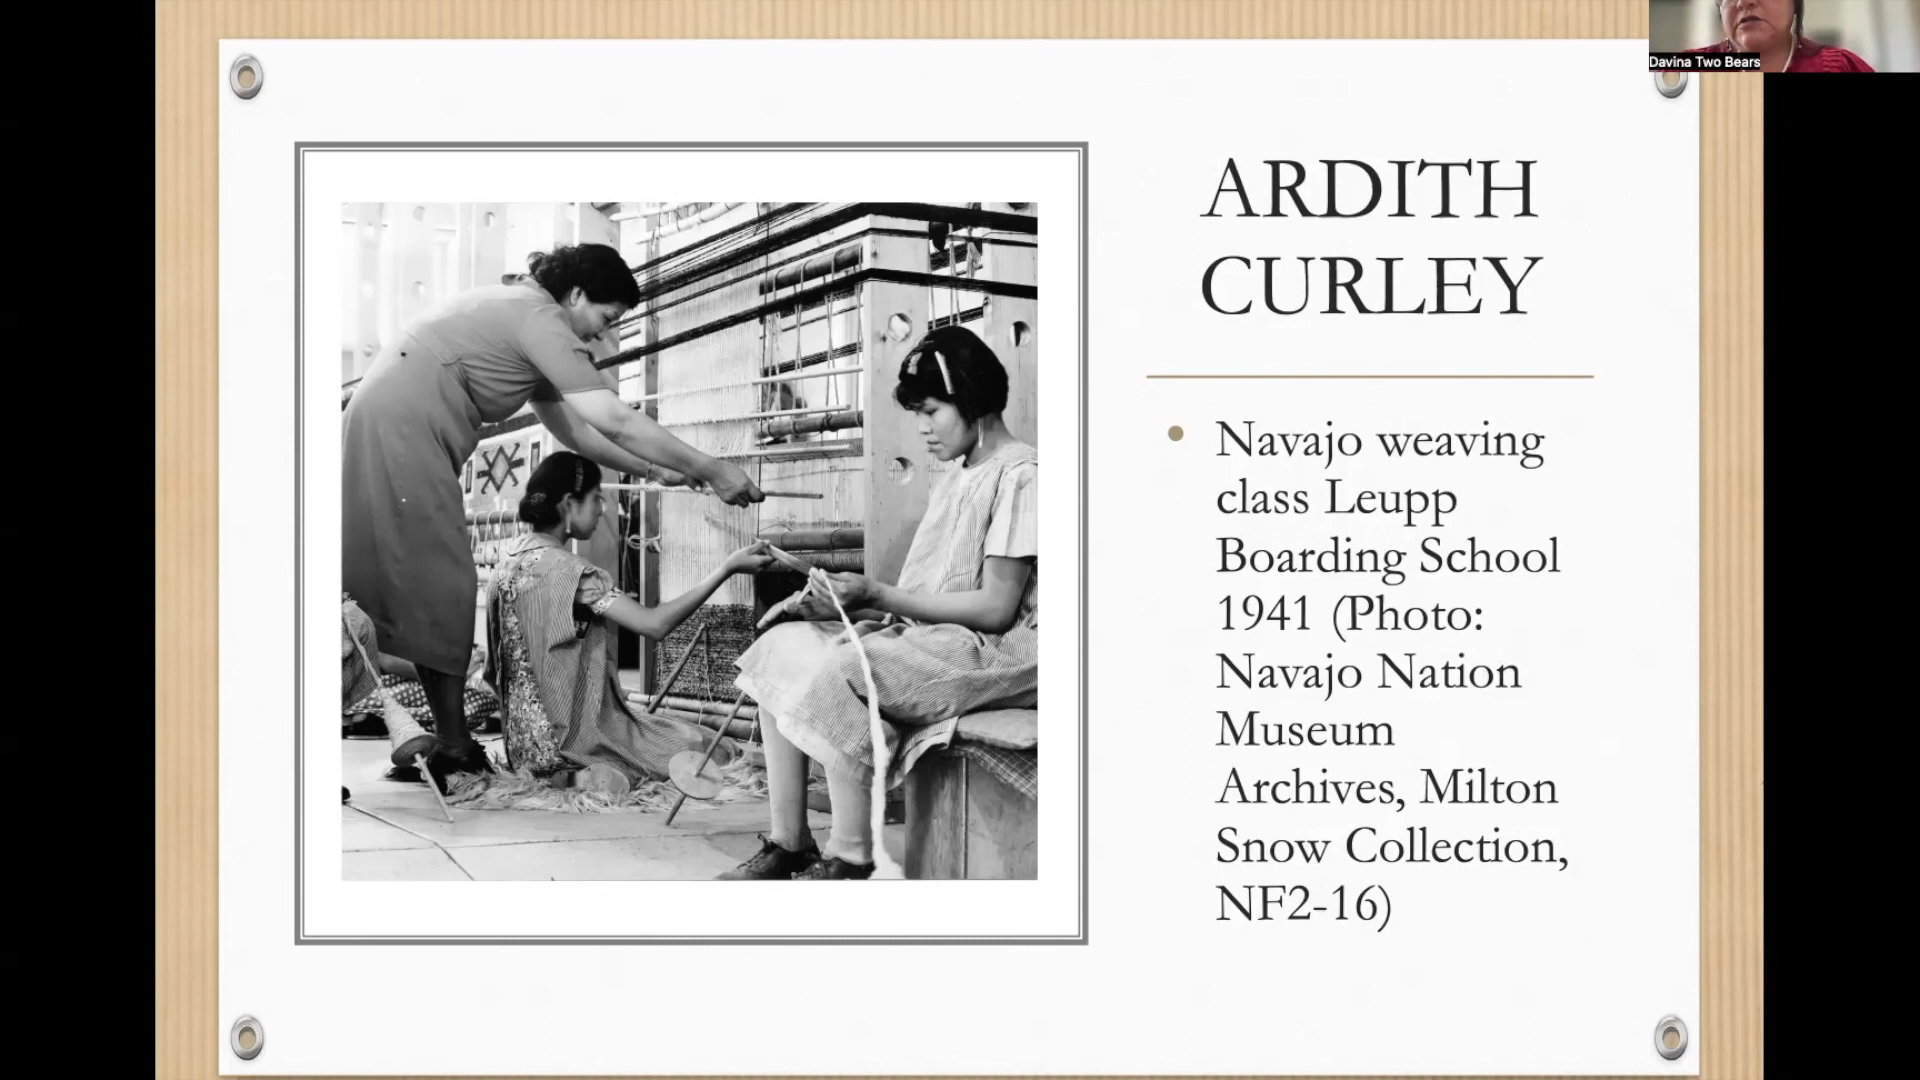 Davina Two Bears
ARDITH
CURLEY
Navajo weaving
class Leupp
Boarding School
1941 (Photo:
Navajo Nation
Museum
Archives, Milton
Snow Collection,
NF2-16)